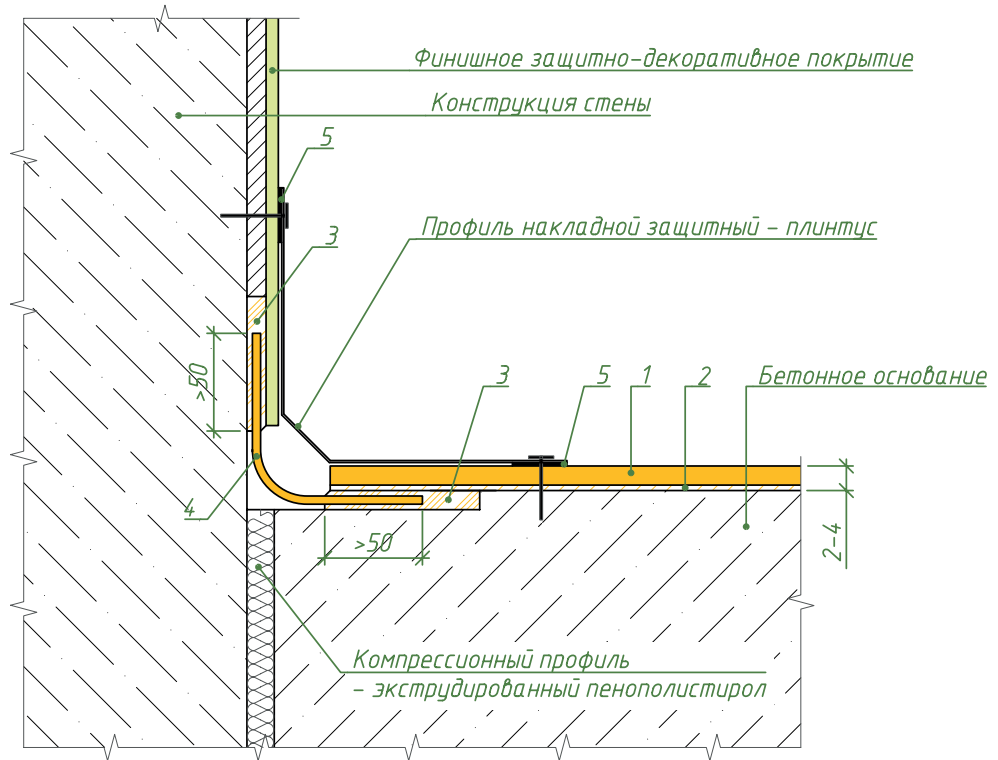 Финишное защитно-декоративное покрытие
Конструкция стены
5
3
Профиль накладной защитный - плинтус
>50
3
5
1
2
Бетонное основание
4
>50
2-4
Компрессионный профиль
- экструдированный пенополистирол